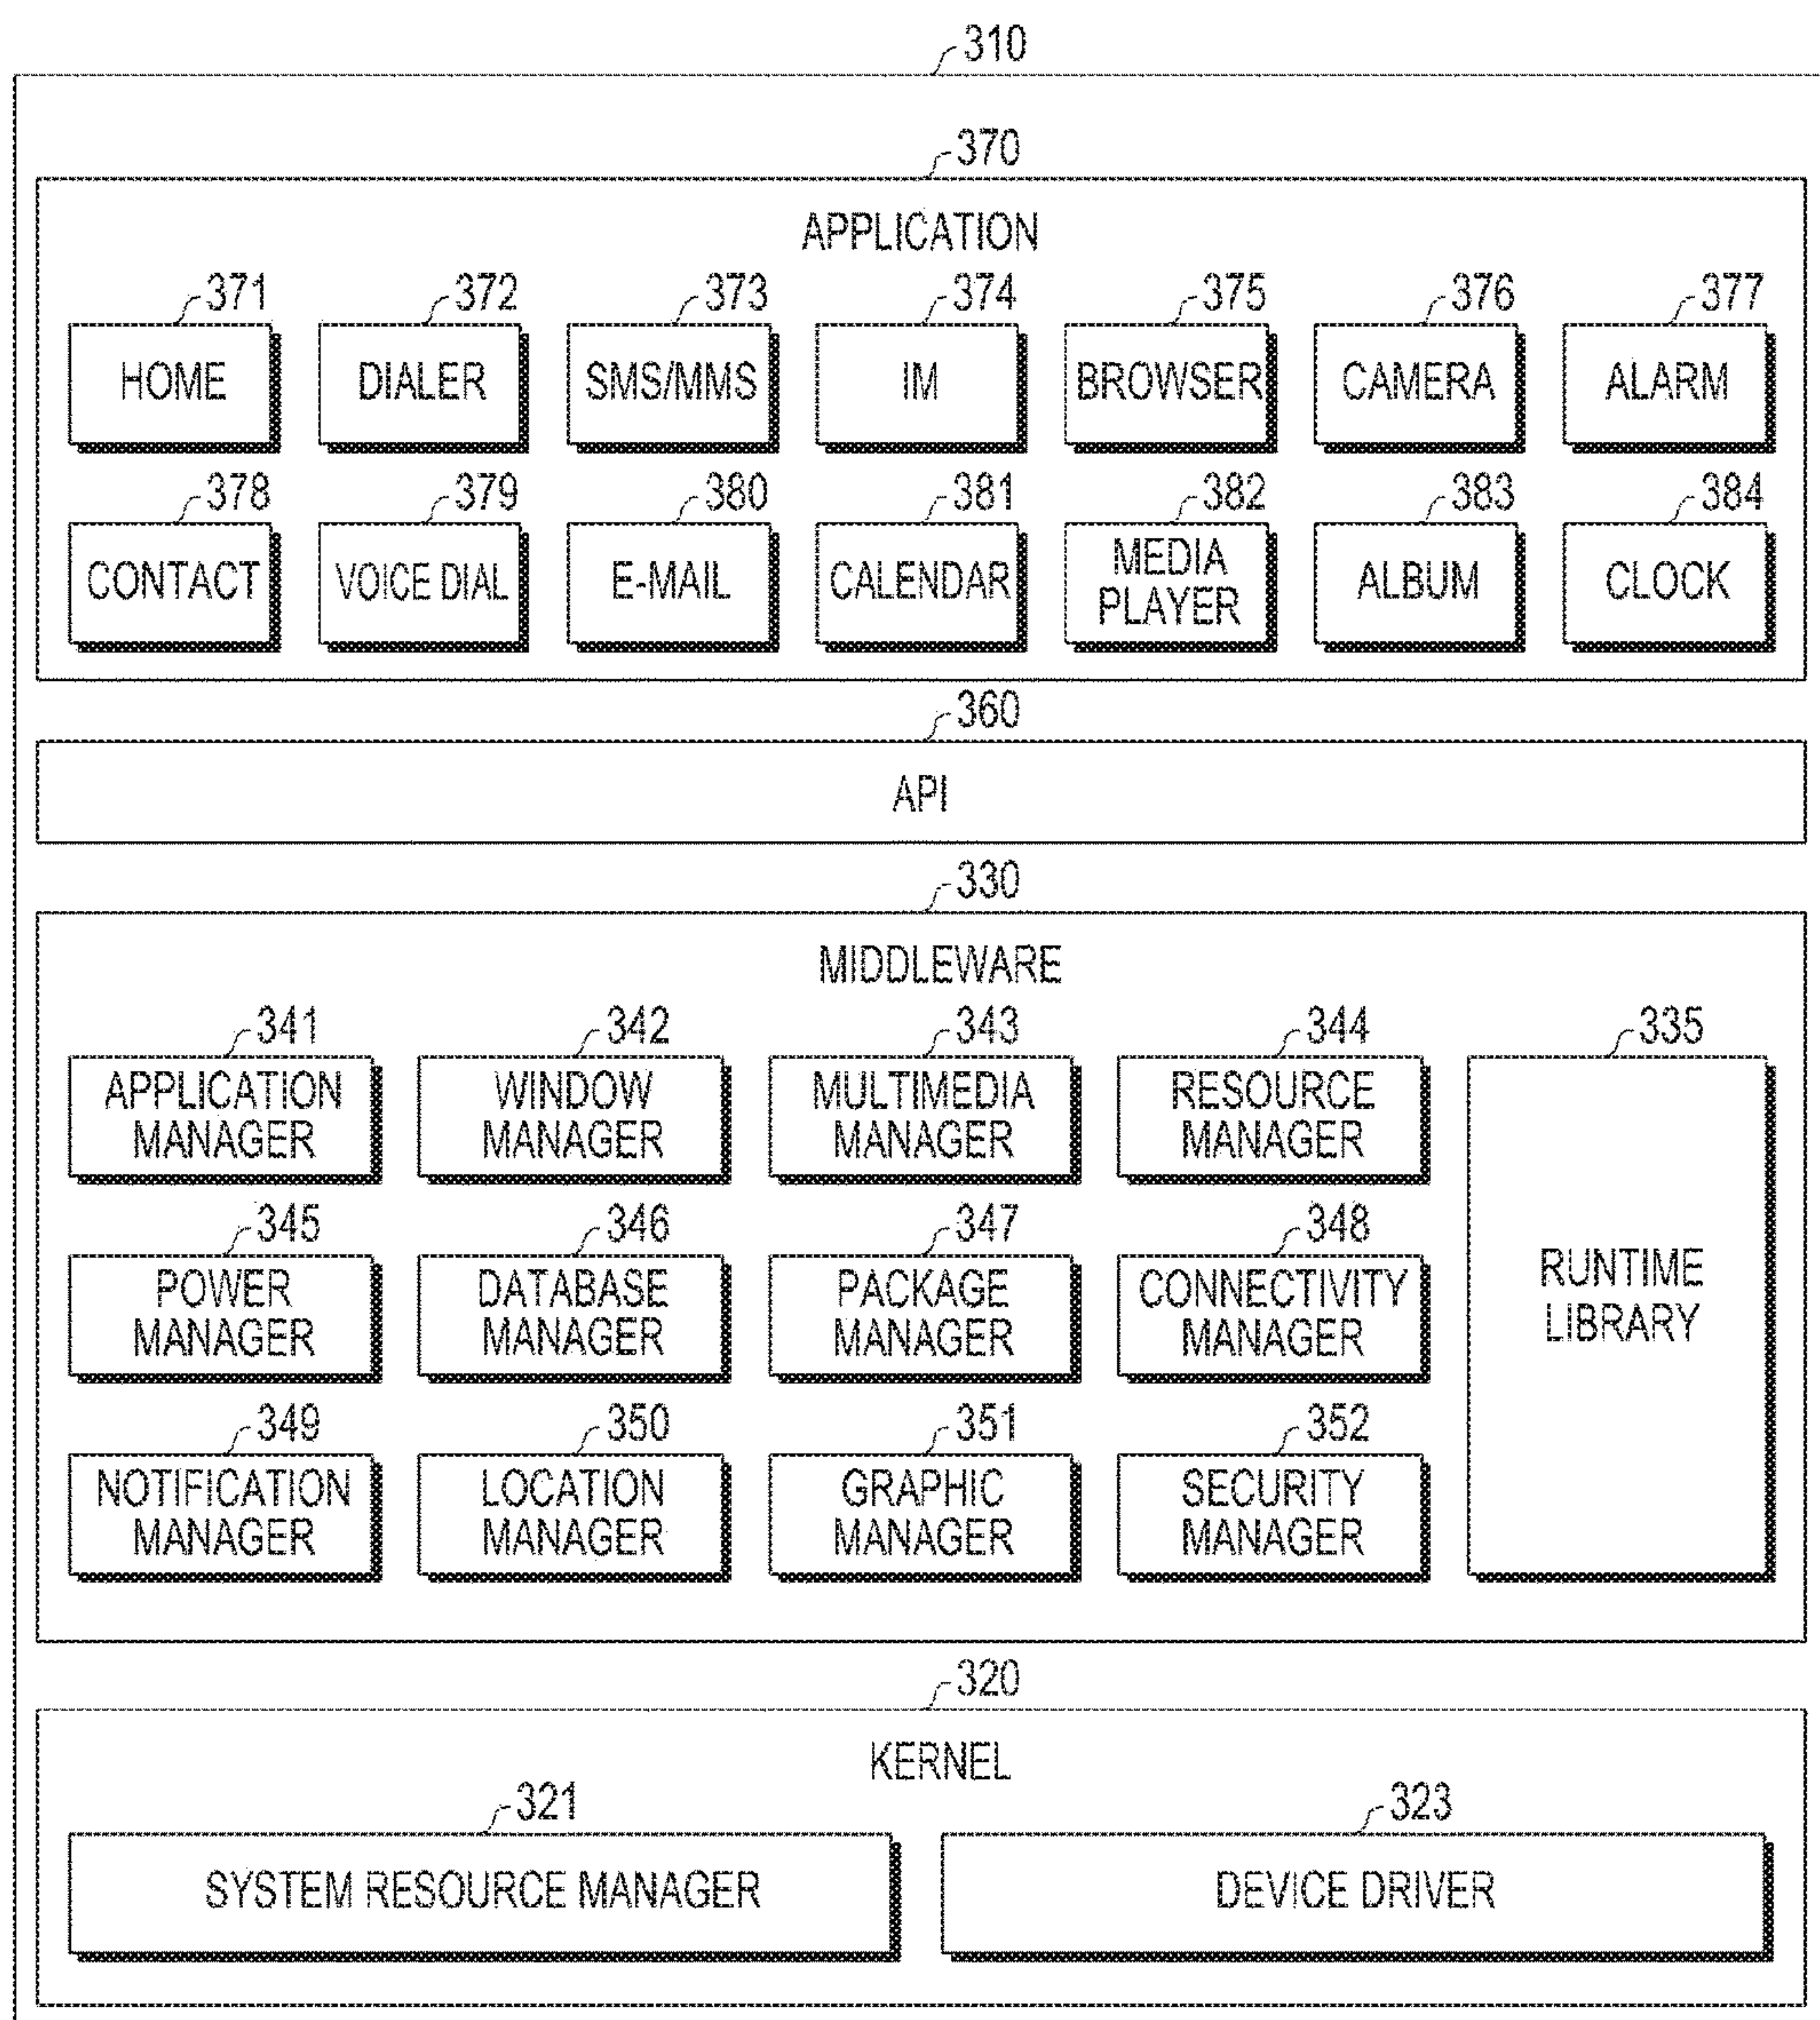 310
370
APPLICATION
371 372 373 374 375 376 377
HOME DIALER SMS/MMS IM BROWSER CAMERA ALARM
378 379 380 381 382 383 384
CONTACT VOICE DIAL E-MAIL CALENDAR MEDIA PLAYER ALBUM CLOCK
360
API
330
MIDDLEWARE
341 342 343 344 335
APPLICATION MANAGER WINDOW MANAGER MULTIMEDIA MANAGER RESOURCE MANAGER
345 346 347 348
POWER MANAGER DATABASE MANAGER PACKAGE MANAGER CONNECTIVITY MANAGER RUNTIME LIBRARY
349 350 351 352
NOTIFICATION MANAGER LOCATION MANAGER GRAPHIC MANAGER SECURITY MANAGER
320
KERNEL
321 323
SYSTEM RESOURCE MANAGER DEVICE DRIVER